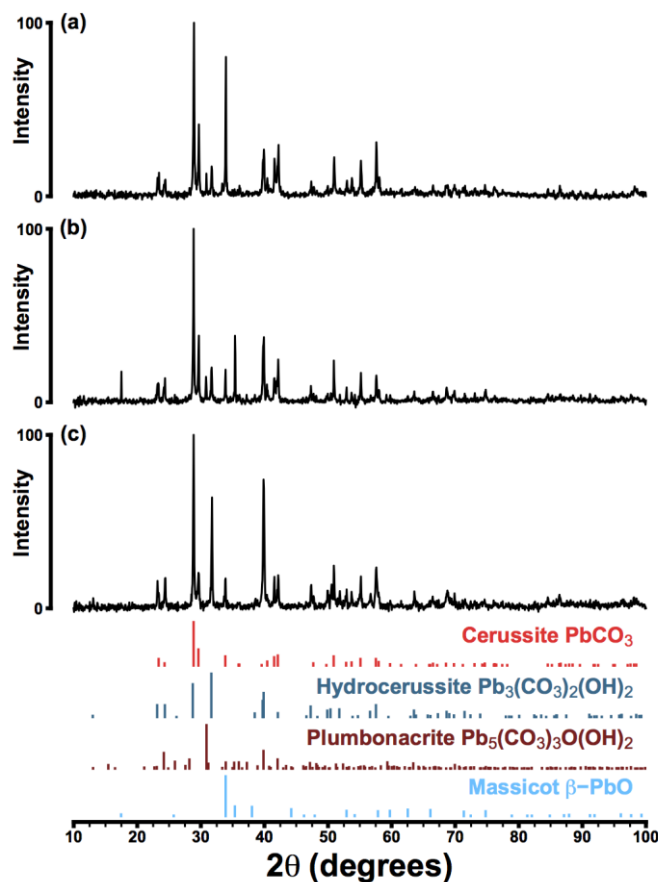 100
(a)
Intensity
0
100
(b)
Intensity
0
100
(c)
Intensity
0
Cerussite PbCO₃
Hydrocerussite Pb₃(CO₃)₂(OH)₂
Plumbonacrite Pb₅(CO₃)₃O(OH)₂
Massicot β−PbO
10 20 30 40 50 60 70 80 90 100
2θ (degrees)